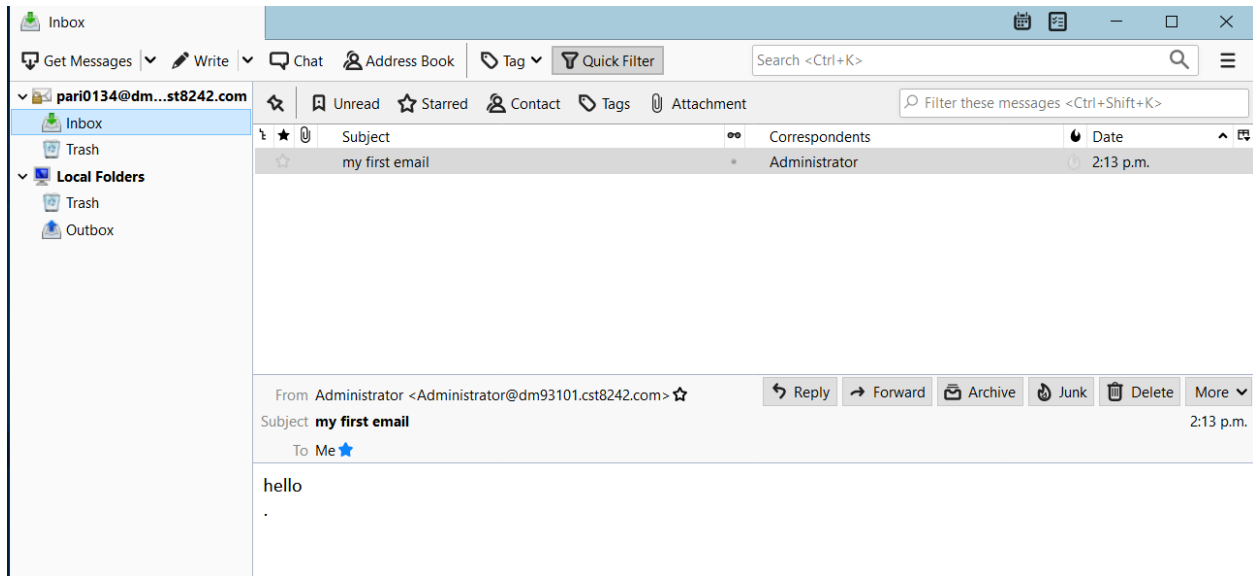 Inbox
Get Messages Write Chat Address Book Tag Quick Filter Search <Ctrl+K>
pari0134@dm...st8242.com
Inbox
Trash
Local Folders
Trash
Outbox
Unread Starred Contact Tags Attachment Filter these messages <Ctrl+Shift+K>
Subject Correspondents Date
my first email Administrator 2:13 p.m.
From Administrator <Administrator@dm93101.cst8242.com> Reply Forward Archive Junk Delete More
Subject my first email 2:13 p.m.
To Me
hello
.